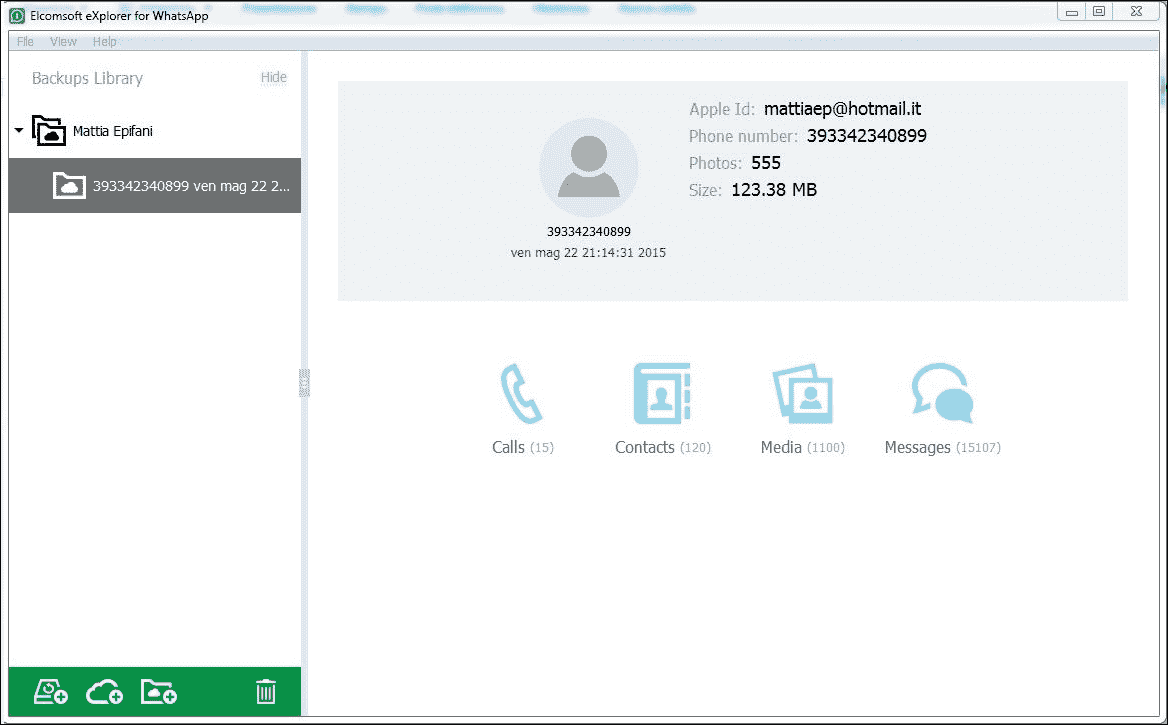 Elcomsoft eXplorer for WhatsApp
File View Help
Backups Library Hide
Mattia Epifani
393342340899 ven mag 22 2...
Apple Id: mattiaep@hotmail.it
Phone number: 393342340899
Photos: 555
Size: 123.38 MB
393342340899
ven mag 22 21:14:31 2015
Calls (15) Contacts (120) Media (1100) Messages (15107)